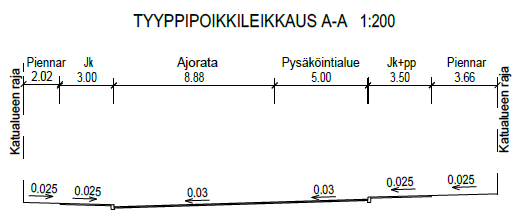 TYYPPIPOIKKILEIKKAUS A-A 1:200
Piennar Jk Ajorata Pysäköintialue Jk+pp Piennar
2.02 3.00 8.88 5.00 3.50 3.66
Katualueen raja
Katualueen raja
0.025 0.025 0.03 0.03 0.025 0.025